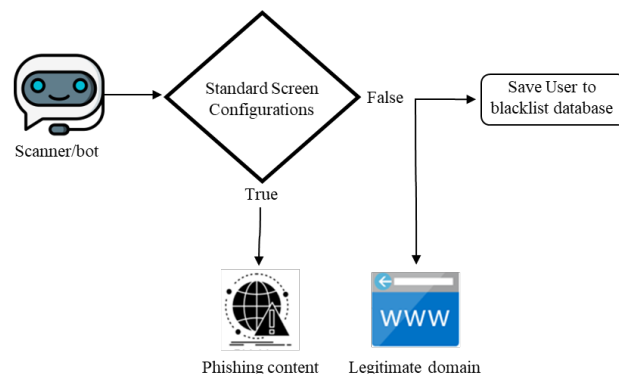 Standard Screen
Configurations
False
Save User to
blacklist database
Scanner/bot
True
WWW
Phishing content
Legitimate domain